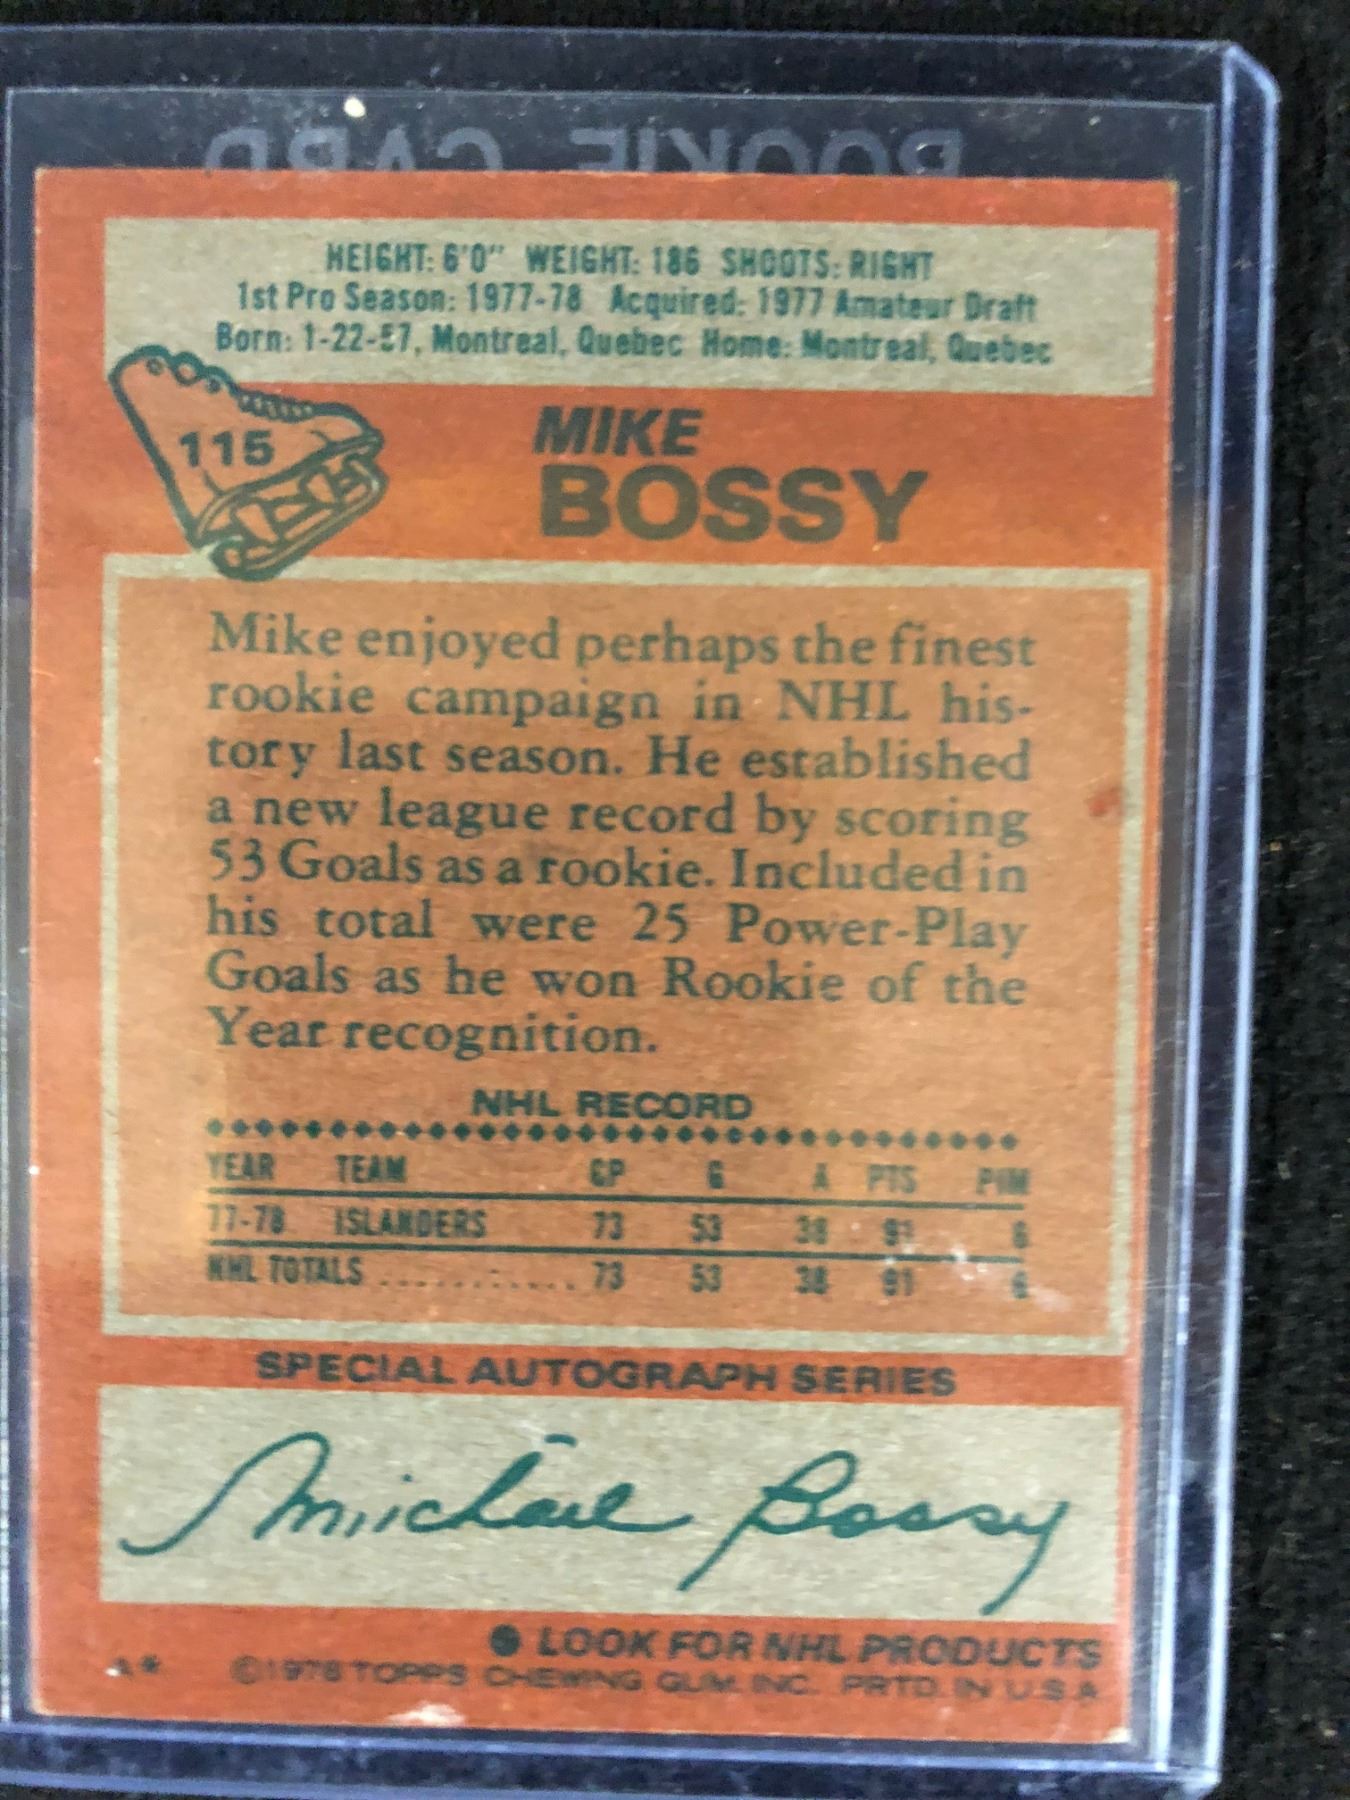 ROOKIE CARD
HEIGHT: 6'0" WEIGHT: 186 SHOOTS: RIGHT
1st Pro Season: 1977-78 Acquired: 1977 Amateur Draft
Born: 1-22-57, Montreal, Quebec Home: Montreal, Quebec
115
MIKE
BOSSY
Mike enjoyed perhaps the finest
rookie campaign in NHL his-
tory last season. He established
a new league record by scoring
53 Goals as a rookie. Included in
his total were 25 Power-Play
Goals as he won Rookie of the
Year recognition.
NHL RECORD
YEAR TEAM GP G A PTS PIM
77-78 ISLANDERS 73 53 38 91 6
NHL TOTALS ............ 73 53 38 91 6
SPECIAL AUTOGRAPH SERIES
Michael Bossy
● LOOK FOR NHL PRODUCTS
A* ©1978 TOPPS CHEWING GUM, INC. PRTD. IN U.S.A.